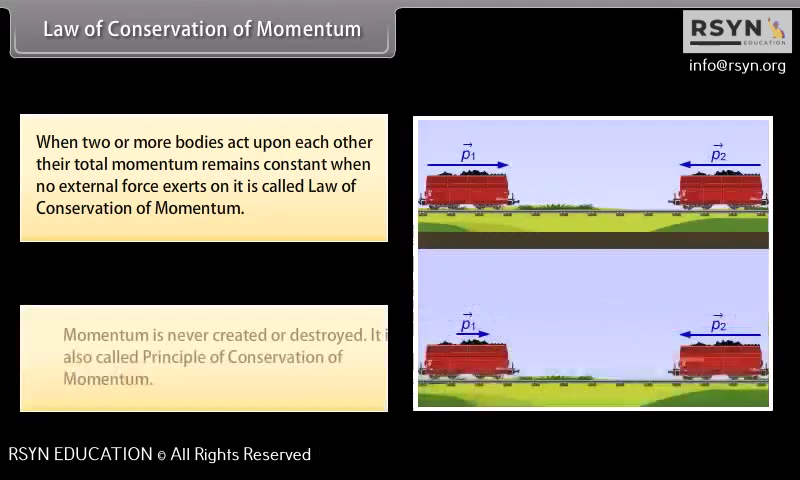 Law of Conservation of Momentum
RSYN
EDUCATION
info@rsyn.org
When two or more bodies act upon each other
their total momentum remains constant when
no external force exerts on it is called Law of
Conservation of Momentum.
p1
p2
Momentum is never created or destroyed. It i
also called Principle of Conservation of
Momentum.
p1
p2
RSYN EDUCATION © All Rights Reserved